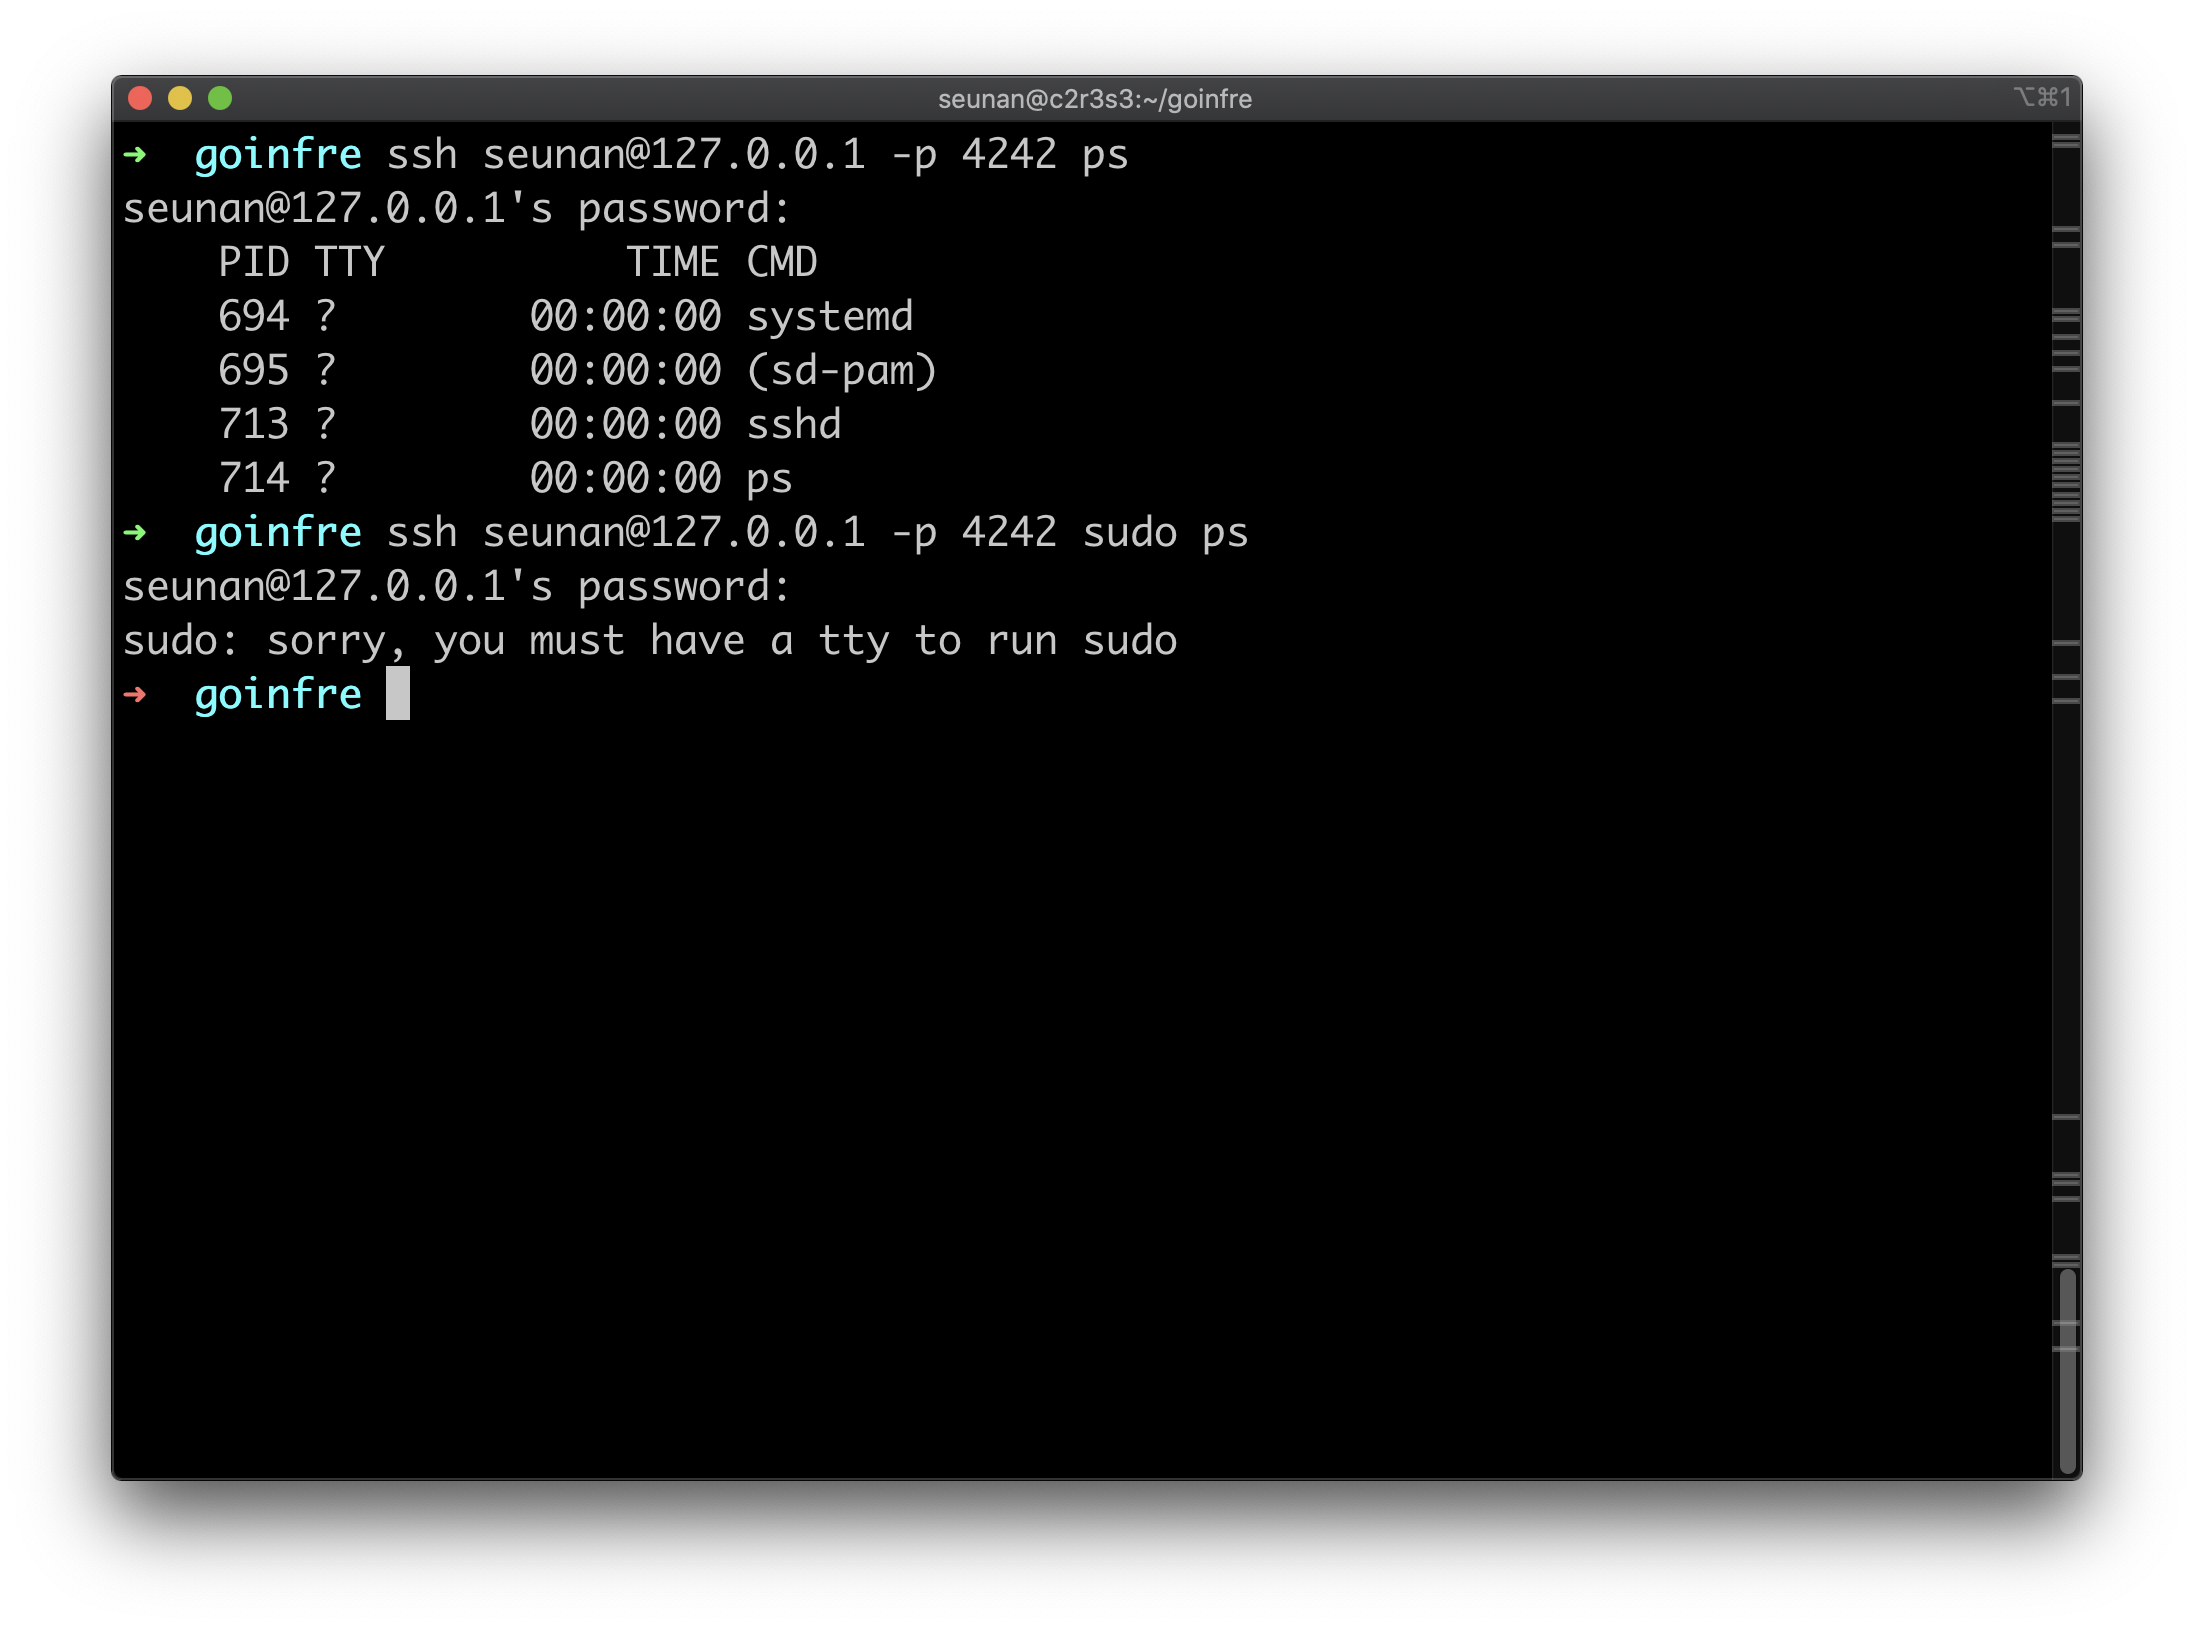 seunan@c2r3s3:~/goinfre ⌥⌘1
➜  goinfre ssh seunan@127.0.0.1 -p 4242 ps
seunan@127.0.0.1's password:
    PID TTY          TIME CMD
    694 ?        00:00:00 systemd
    695 ?        00:00:00 (sd-pam)
    713 ?        00:00:00 sshd
    714 ?        00:00:00 ps
➜  goinfre ssh seunan@127.0.0.1 -p 4242 sudo ps
seunan@127.0.0.1's password:
sudo: sorry, you must have a tty to run sudo
➜  goinfre